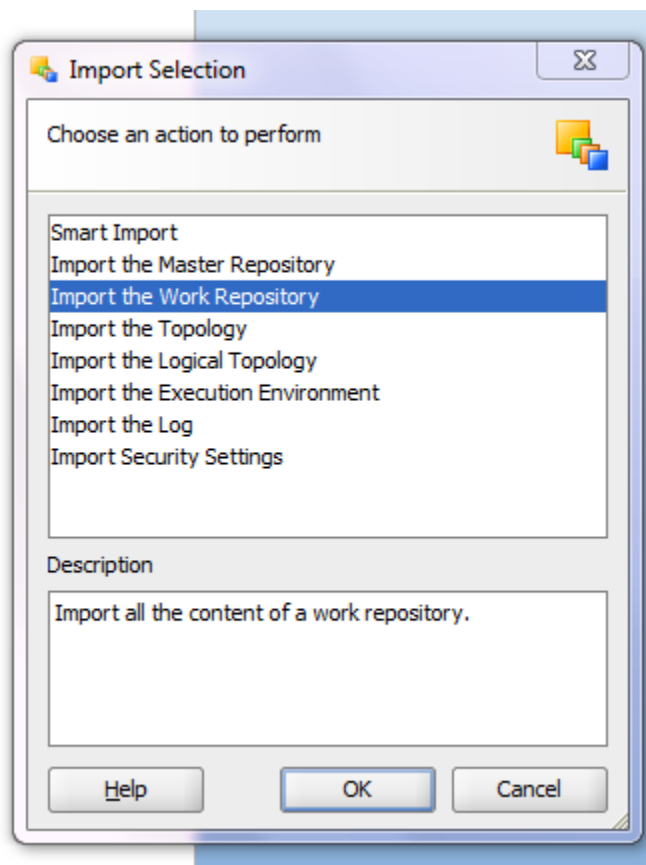 Import Selection
Choose an action to perform
Smart Import
Import the Master Repository
Import the Work Repository
Import the Topology
Import the Logical Topology
Import the Execution Environment
Import the Log
Import Security Settings
Description
Import all the content of a work repository.
Help OK Cancel